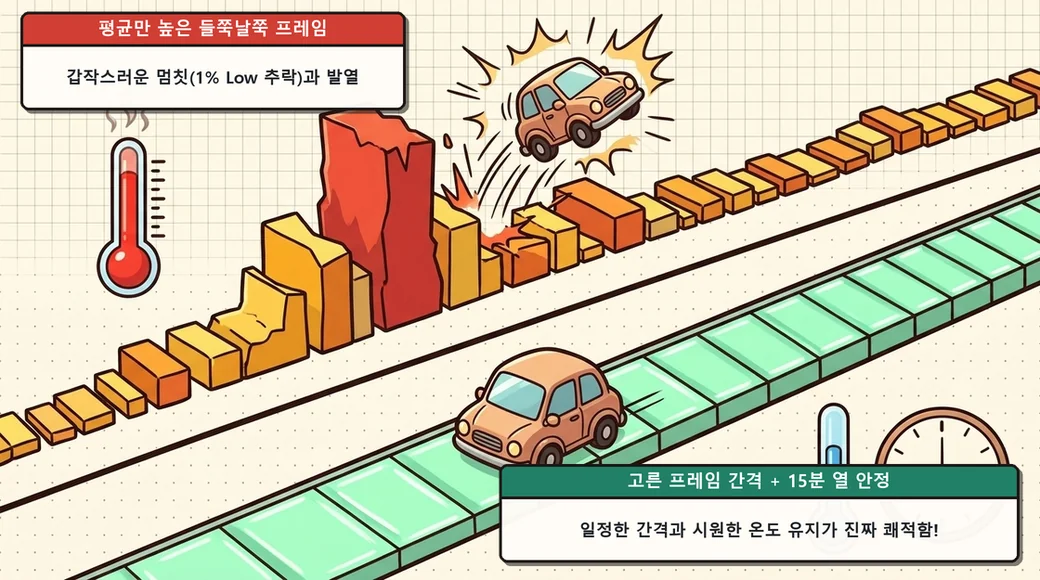 평균만 높은 들쭉날쭉 프레임
갑작스러운 멈칫(1% Low 추락)과 발열
고른 프레임 간격 + 15분 열 안정
일정한 간격과 시원한 온도 유지가 진짜 쾌적함!